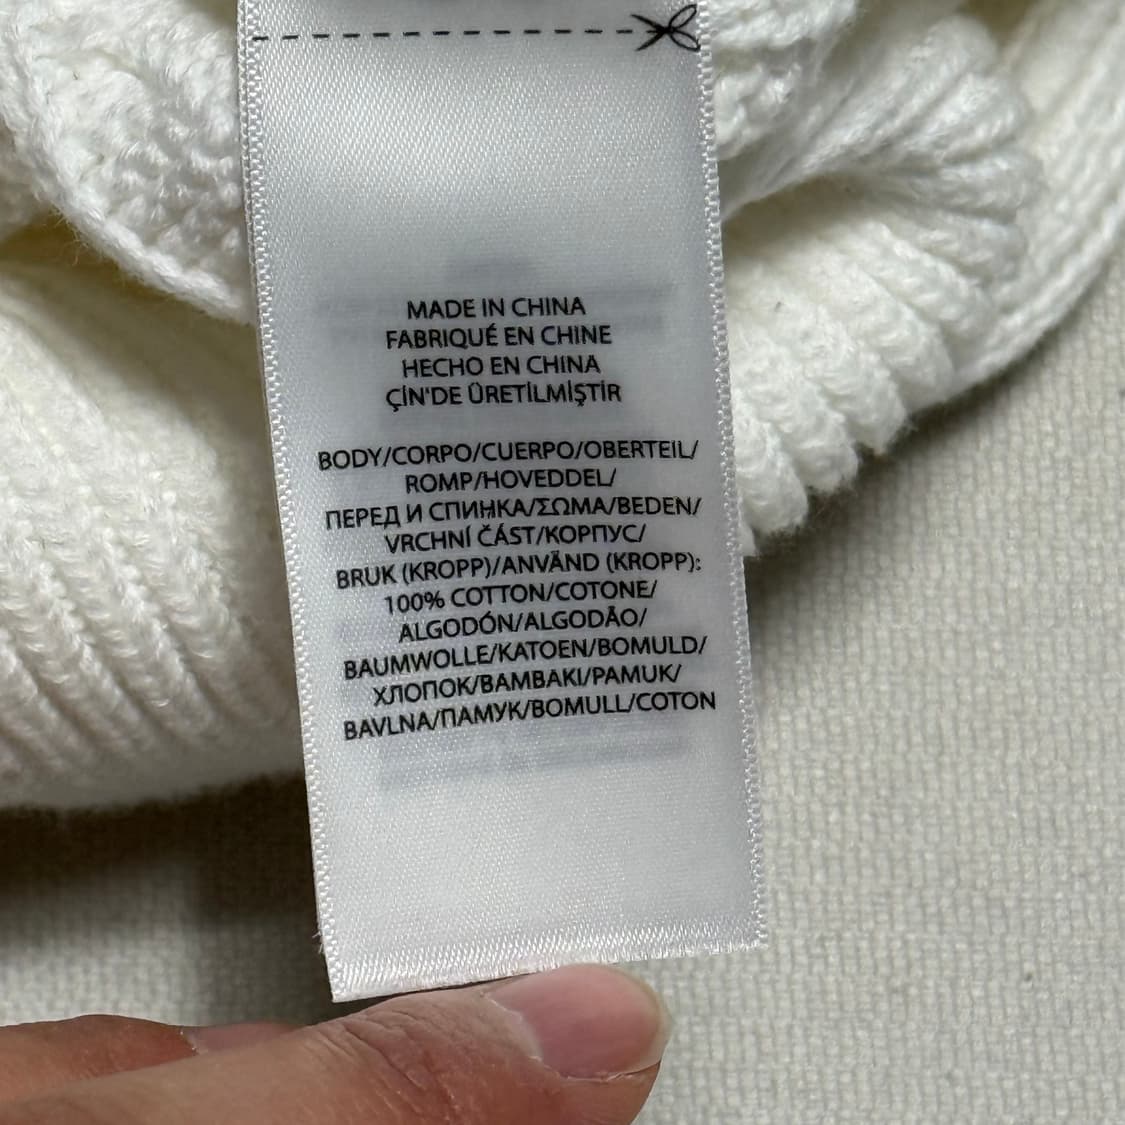 MADE IN CHINA
FABRIQUÉ EN CHINE
HECHO EN CHINA
ÇİN'DE ÜRETİLMİŞTİR
BODY/CORPO/CUERPO/OBERTEIL/
ROMP/HOVEDDEL/
ПЕРЕД И СПИНКА/ΣΩΜΑ/BEDEN/
VRCHNÍ ČÁST/КОРПУС/
BRUK (KROPP)/ANVÄND (KROPP):
100% COTTON/COTONE/
ALGODÓN/ALGODÃO/
BAUMWOLLE/KATOEN/BOMULD/
ХЛОПОК/ΒΑΜΒΑΚΙ/PAMUK/
BAVLNA/ПАМУК/BOMULL/COTON